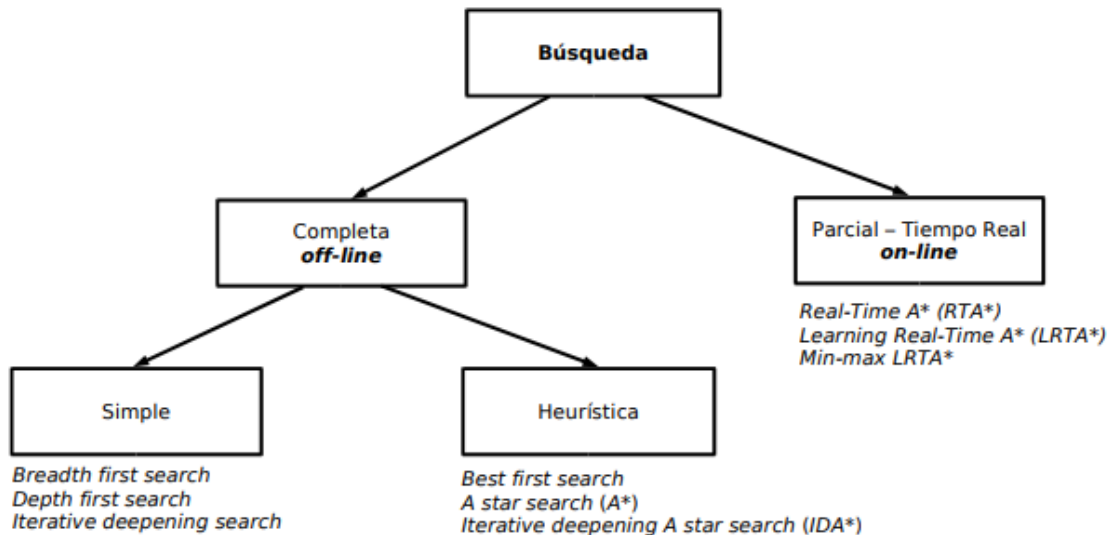 Búsqueda
Completa
off-line
Parcial – Tiempo Real
on-line
Real-Time A* (RTA*)
Learning Real-Time A* (LRTA*)
Min-max LRTA*
Simple
Heurística
Breadth first search
Depth first search
Iterative deepening search
Best first search
A star search (A*)
Iterative deepening A star search (IDA*)